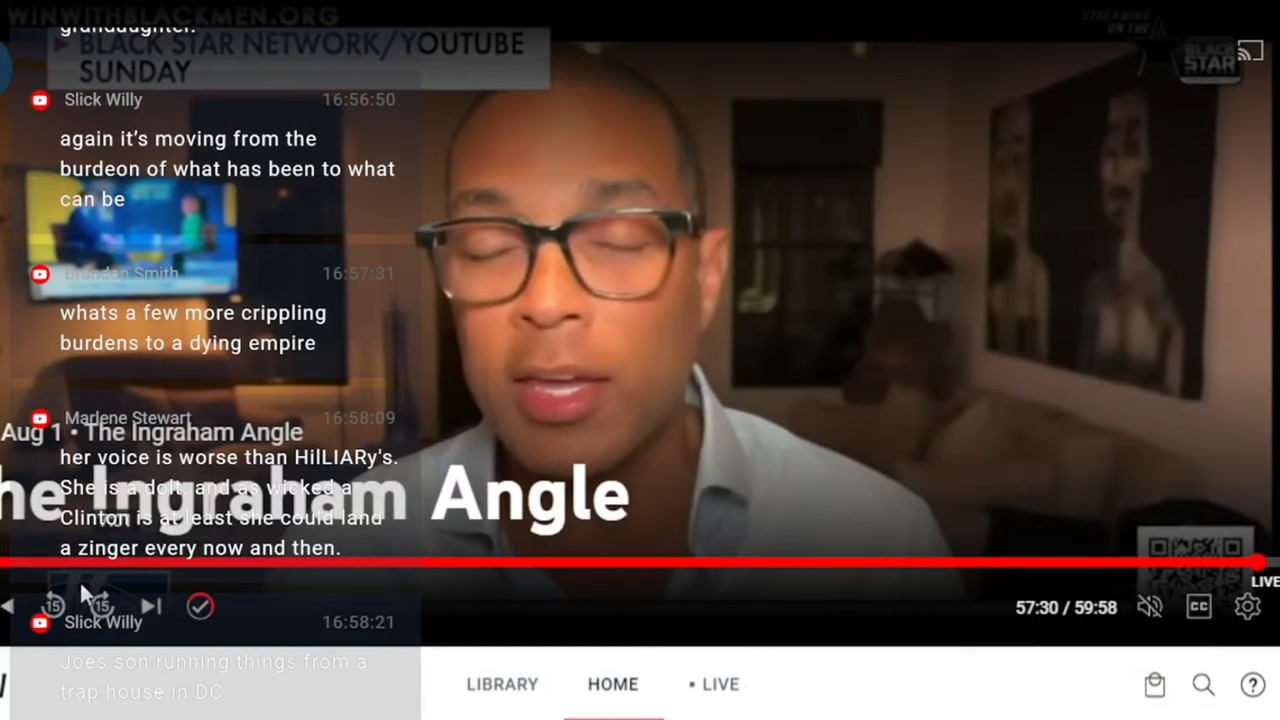 WINWITHBLACKMEN.ORG
STREAMING
ON THE
BLACK STAR NETWORK/YOUTUBE
SUNDAY
BLACK
STAR
granddaughter.
Slick Willy 16:56:50
again it’s moving from the
burdeon of what has been to what
can be
Brandon Smith 16:57:31
whats a few more crippling
burdens to a dying empire
Marlene Stewart 16:58:09
Aug 1 • The Ingraham Angle
her voice is worse than HilLIARy's.
She is a dolt, and as wicked a
Clinton is at least she could land
a zinger every now and then.
he Ingraham Angle
LIVE
15 15
57:30 / 59:58
CC
Slick Willy 16:58:21
Joes son running things from a
trap house in DC
LIBRARY HOME • LIVE